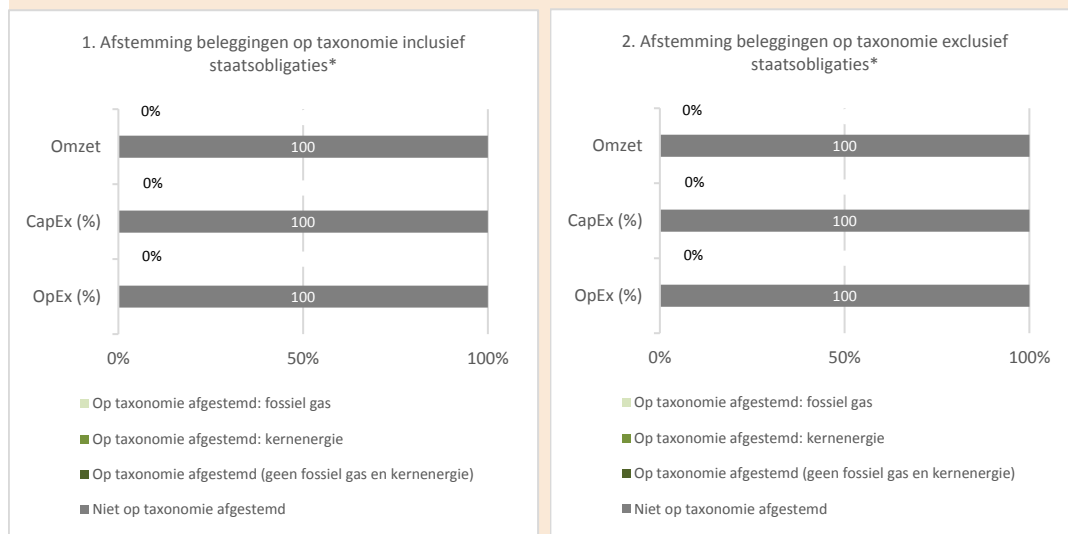 1. Afstemming beleggingen op taxonomie inclusief
staatsobligaties*
0%
Omzet
100
0%
CapEx (%)
100
0%
OpEx (%)
100
0%
50%
100%
Op taxonomie afgestemd: fossiel gas
Op taxonomie afgestemd: kernenergie
Op taxonomie afgestemd (geen fossiel gas en kernenergie)
Niet op taxonomie afgestemd
2. Afstemming beleggingen op taxonomie exclusief
staatsobligaties*
0%
Omzet
100
0%
CapEx (%)
100
0%
OpEx (%)
100
0%
50%
100%
Op taxonomie afgestemd: fossiel gas
Op taxonomie afgestemd: kernenergie
Op taxonomie afgestemd (geen fossiel gas en kernenergie)
Niet op taxonomie afgestemd